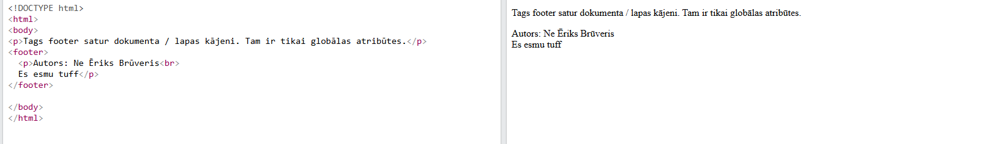 <!DOCTYPE html>
<html>
<body>
<p>Tags footer satur dokumenta / lapas kājeni. Tam ir tikai globālas atribūtes.</p>
<footer>
  <p>Autors: Ne Ēriks Brūveris<br>
  Es esmu tuff</p>
</footer>

</body>
</html>
Tags footer satur dokumenta / lapas kājeni. Tam ir tikai globālas atribūtes.
Autors: Ne Ēriks Brūveris
Es esmu tuff